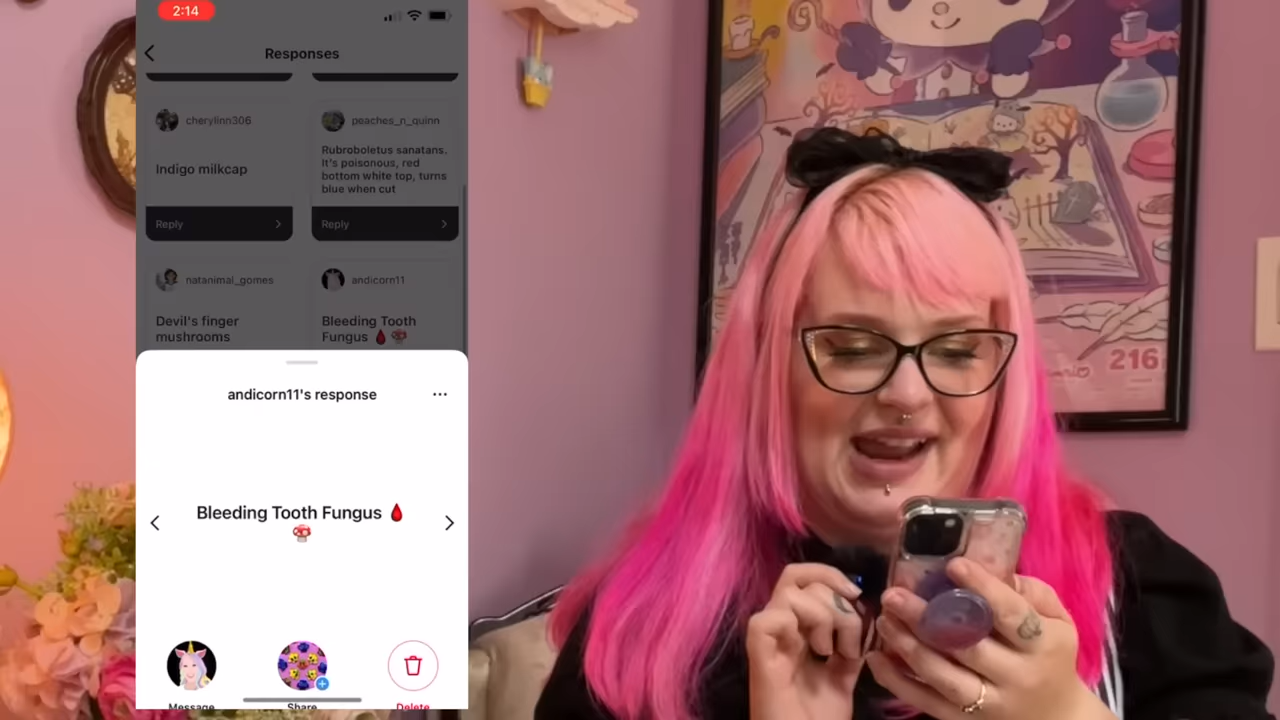 2:14
Responses
cherylinn306
Indigo milkcap
Reply
peaches_n_quinn
Rubroboletus sanatans.
It's poisonous, red
bottom white top, turns
blue when cut
Reply
natanimal_gomes
Devil's finger
mushrooms
andicorn11
Bleeding Tooth
Fungus 🩸🍄
andicorn11's response
...
Bleeding Tooth Fungus 🩸
🍄
Message
Share
Delete
216